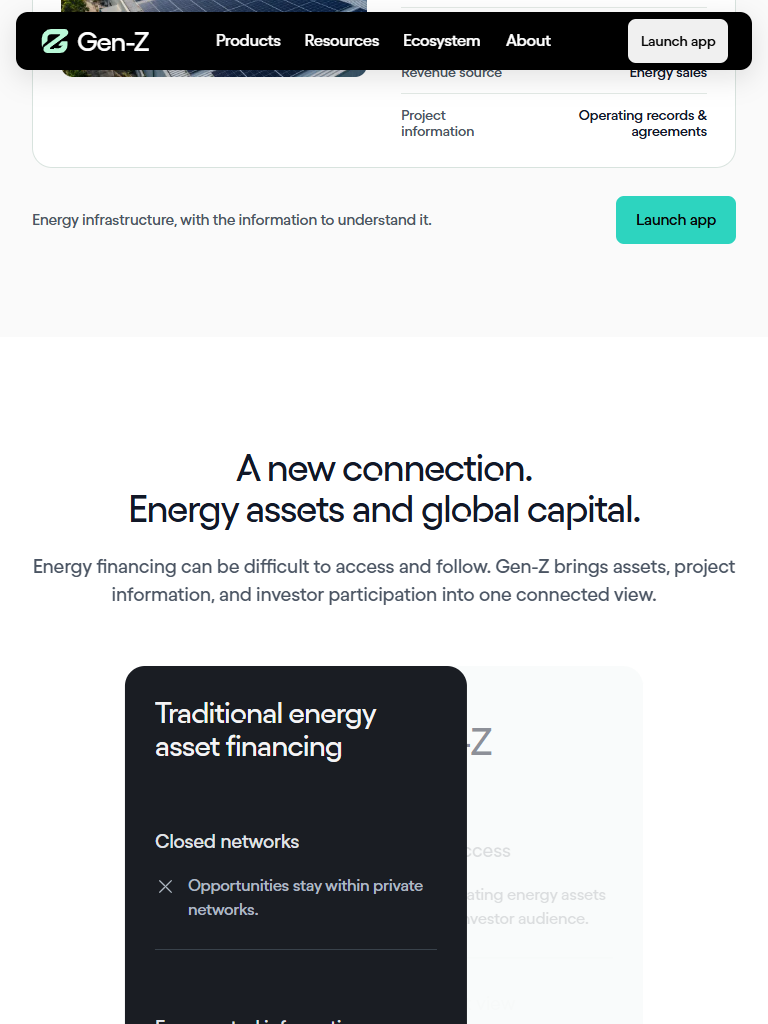 Gen-Z
Products
Resources
Ecosystem
About
Launch app
Revenue source
Energy sales
Project
information
Operating records &
agreements
Energy infrastructure, with the information to understand it.
Launch app
A new connection.
Energy assets and global capital.
Energy financing can be difficult to access and follow. Gen-Z brings assets, project
information, and investor participation into one connected view.
Traditional energy
asset financing
-Z
Closed networks
Opportunities stay within private
networks.
energy assets
audience.